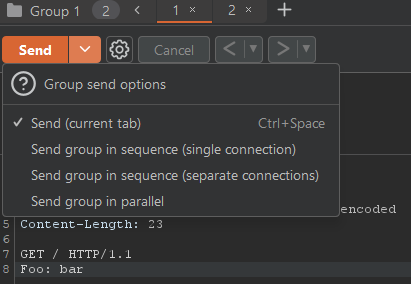 Group 1 2 1 × 2 × +
Send Cancel < >
Group send options
Send (current tab) Ctrl+Space
Send group in sequence (single connection)
Send group in sequence (separate connections)
Send group in parallel
encoded
5 Content-Length: 23
6
7 GET / HTTP/1.1
8 Foo: bar